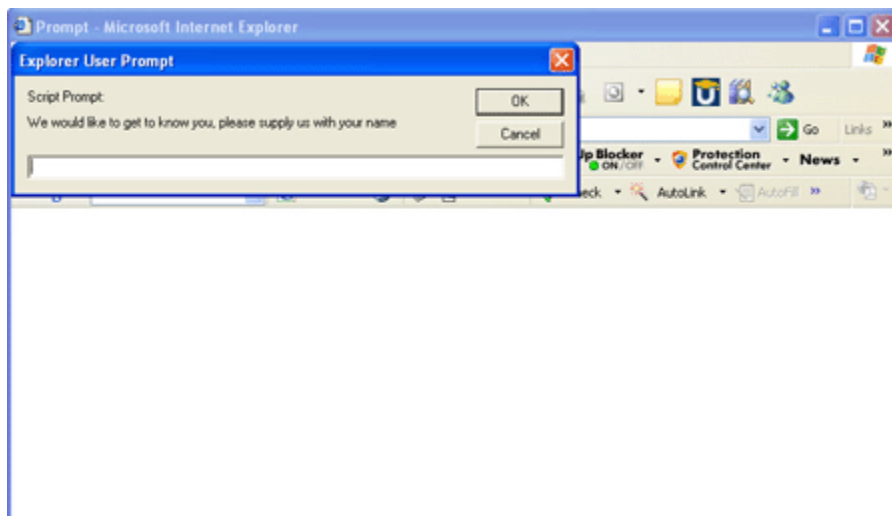 Prompt - Microsoft Internet Explorer
Explorer User Prompt
Script Prompt:
We would like to get to know you, please supply us with your name
OK
Cancel
Go Links »
Up Blocker ON/OFF Protection Control Center News »
AutoLink AutoFill »